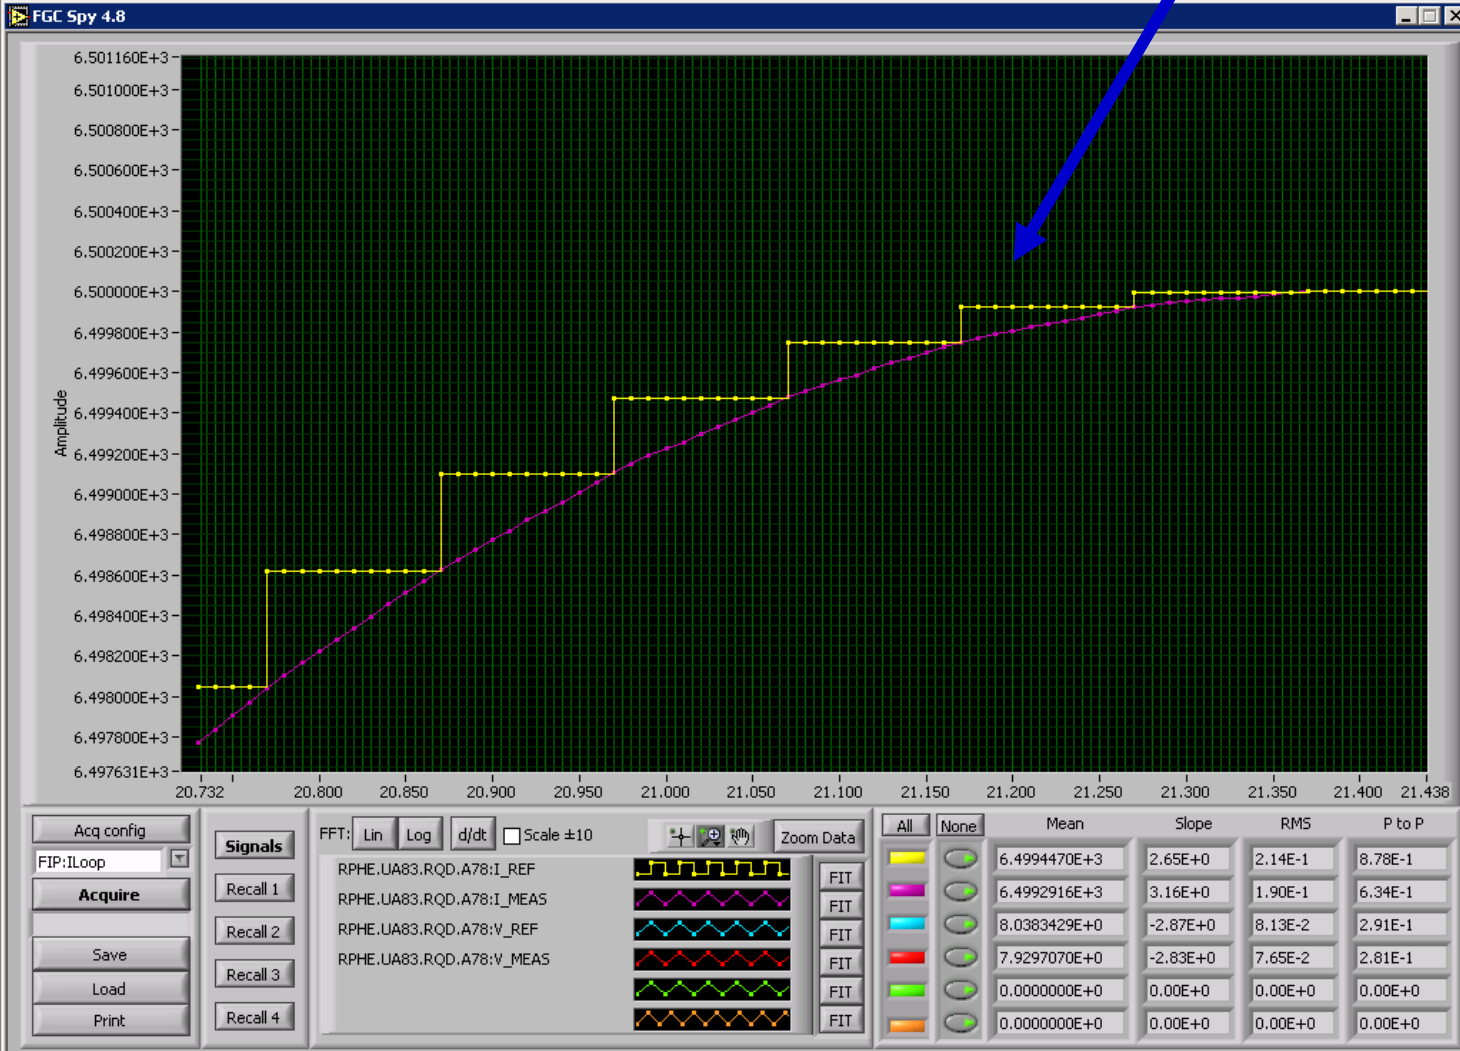 FGC Spy 4.8
6.501160E+3
6.501000E+3
6.500800E+3
6.500600E+3
6.500400E+3
6.500200E+3
6.500000E+3
6.499800E+3
6.499600E+3
6.499400E+3
6.499200E+3
6.499000E+3
6.498800E+3
6.498600E+3
6.498400E+3
6.498200E+3
6.498000E+3
6.497800E+3
6.497631E+3
Amplitude
20.732 20.800 20.850 20.900 20.950 21.000 21.050 21.100 21.150 21.200 21.250 21.300 21.350 21.400 21.438
Acq config
FIP:ILoop
Acquire
Save
Load
Print
Signals
Recall 1
Recall 2
Recall 3
Recall 4
FFT: Lin Log d/dt Scale ±10 Zoom Data
RPHE.UA83.RQD.A78:I_REF FIT
RPHE.UA83.RQD.A78:I_MEAS FIT
RPHE.UA83.RQD.A78:V_REF FIT
RPHE.UA83.RQD.A78:V_MEAS FIT
FIT
FIT
All None Mean Slope RMS P to P
6.4994470E+3 2.65E+0 2.14E-1 8.78E-1
6.4992916E+3 3.16E+0 1.90E-1 6.34E-1
8.0383429E+0 -2.87E+0 8.13E-2 2.91E-1
7.9297070E+0 -2.83E+0 7.65E-2 2.81E-1
0.0000000E+0 0.00E+0 0.00E+0 0.00E+0
0.0000000E+0 0.00E+0 0.00E+0 0.00E+0